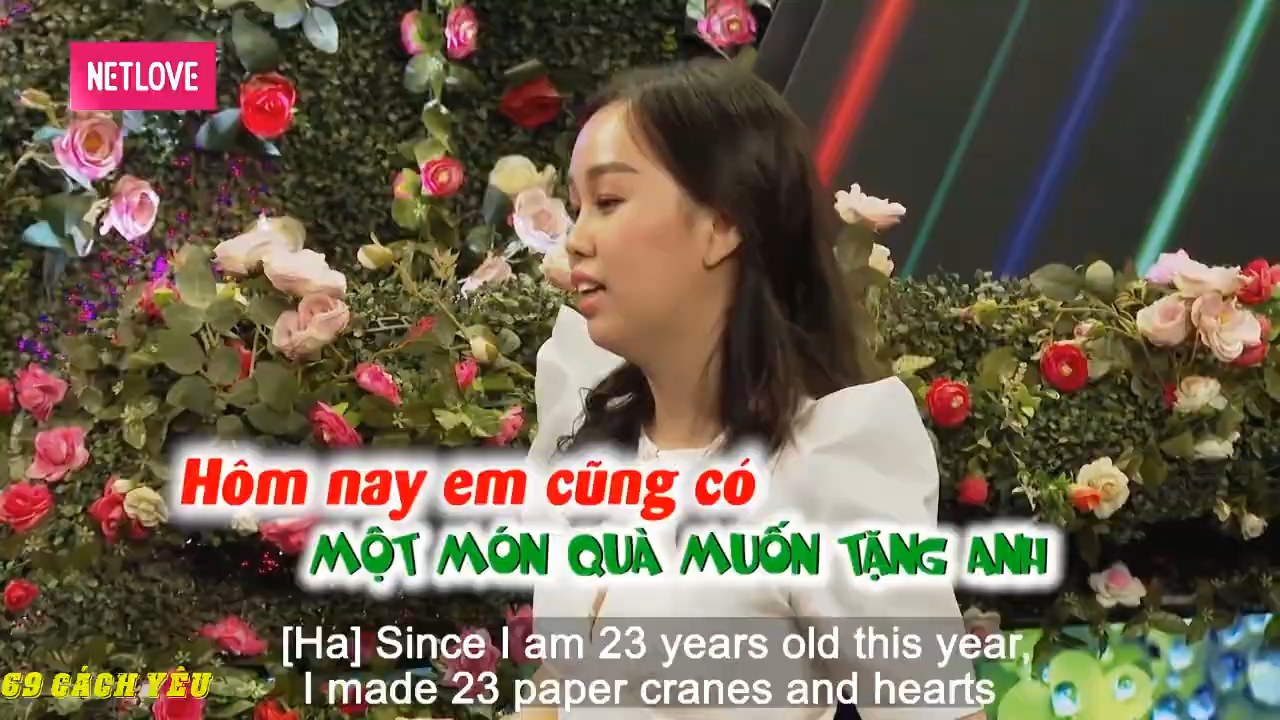 NETLOVE
Hôm nay em cũng có
MỘT MÓN QUÀ MUỐN TẶNG ANH
[Ha] Since I am 23 years old this year,
I made 23 paper cranes and hearts
69 CÁCH YÊU